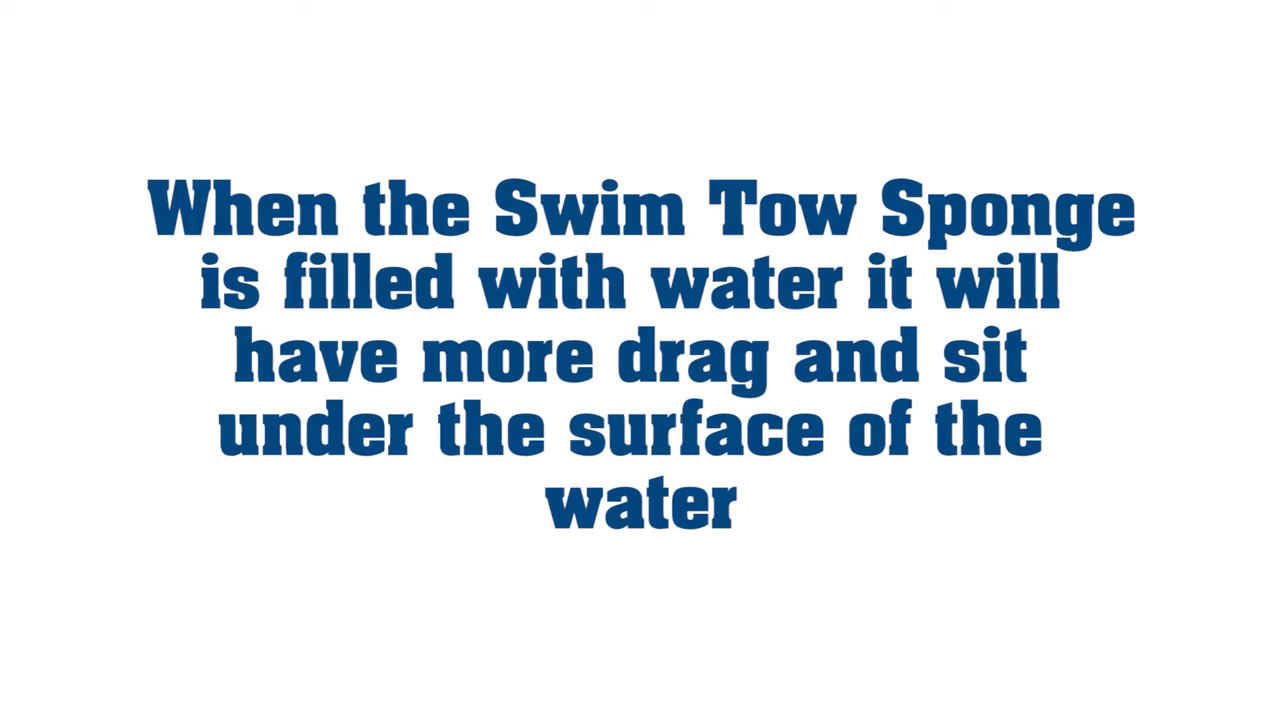 When the Swim Tow Sponge
is filled with water it will
have more drag and sit
under the surface of the
water